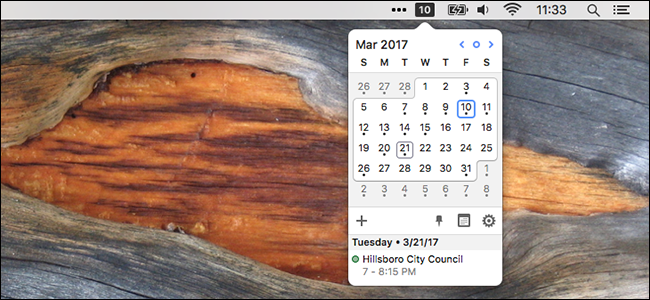 10 11:33
Mar 2017
S M T W T F S
26 27 28 1 2 3 4
5 6 7 8 9 10 11
12 13 14 15 16 17 18
19 20 21 22 23 24 25
26 27 28 29 30 31 1
2 3 4 5 6 7 8
Tuesday • 3/21/17
Hillsboro City Council
7 - 8:15 PM